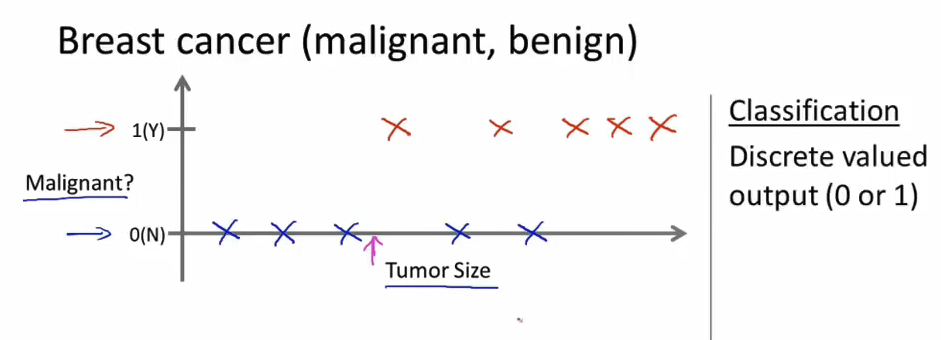 Breast cancer (malignant, benign)
1(Y)
Malignant?
0(N)
Tumor Size
Classification
Discrete valued
output (0 or 1)